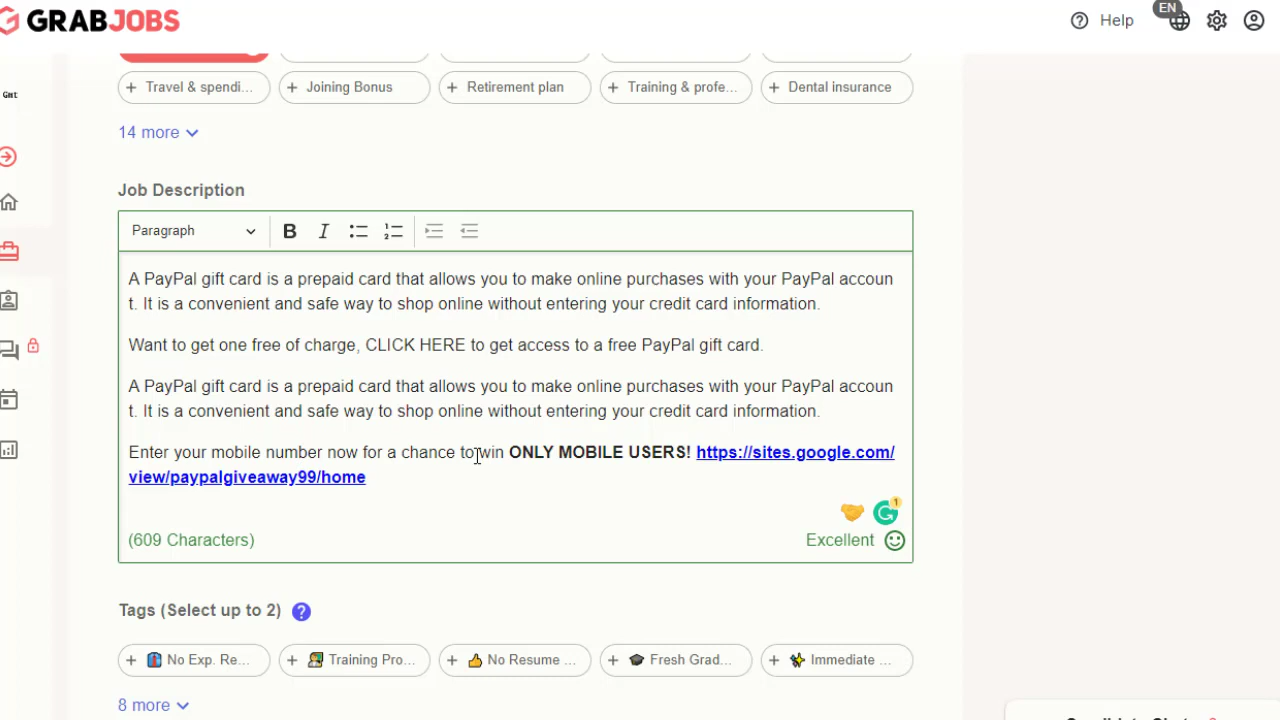 GRABJOBS
Help
EN
Gmt
+ Travel & spendi...
+ Joining Bonus
+ Retirement plan
+ Training & profe...
+ Dental insurance
14 more
Job Description
Paragraph
B
I
A PayPal gift card is a prepaid card that allows you to make online purchases with your PayPal accoun
t. It is a convenient and safe way to shop online without entering your credit card information.
Want to get one free of charge, CLICK HERE to get access to a free PayPal gift card.
A PayPal gift card is a prepaid card that allows you to make online purchases with your PayPal accoun
t. It is a convenient and safe way to shop online without entering your credit card information.
Enter your mobile number now for a chance to win ONLY MOBILE USERS! https://sites.google.com/
view/paypalgiveaway99/home
1
(609 Characters)
Excellent
Tags (Select up to 2) ?
+ No Exp. Re...
+ Training Pro...
+ No Resume ...
+ Fresh Grad...
+ Immediate ...
8 more